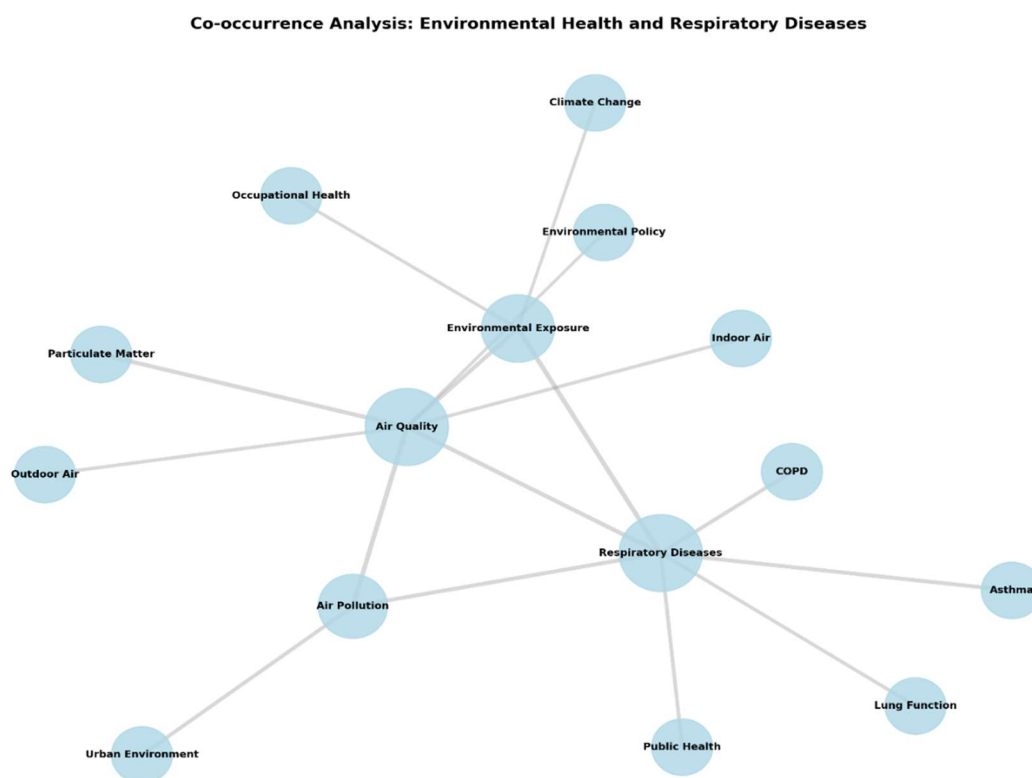 Co-occurrence Analysis: Environmental Health and Respiratory Diseases
Climate Change
Occupational Health
Environmental Policy
Environmental Exposure
Indoor Air
Particulate Matter
Air Quality
Outdoor Air
COPD
Respiratory Diseases
Asthma
Air Pollution
Lung Function
Public Health
Urban Environment